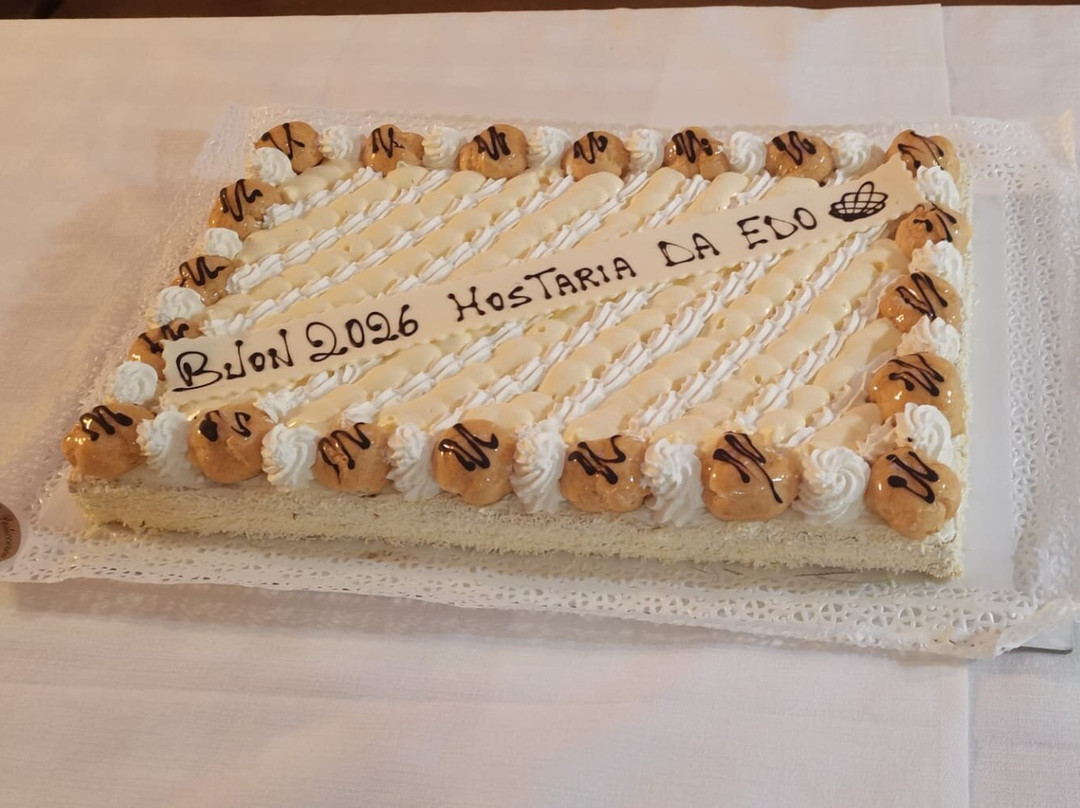 BUON 2026 HOSTARIA DA EDO